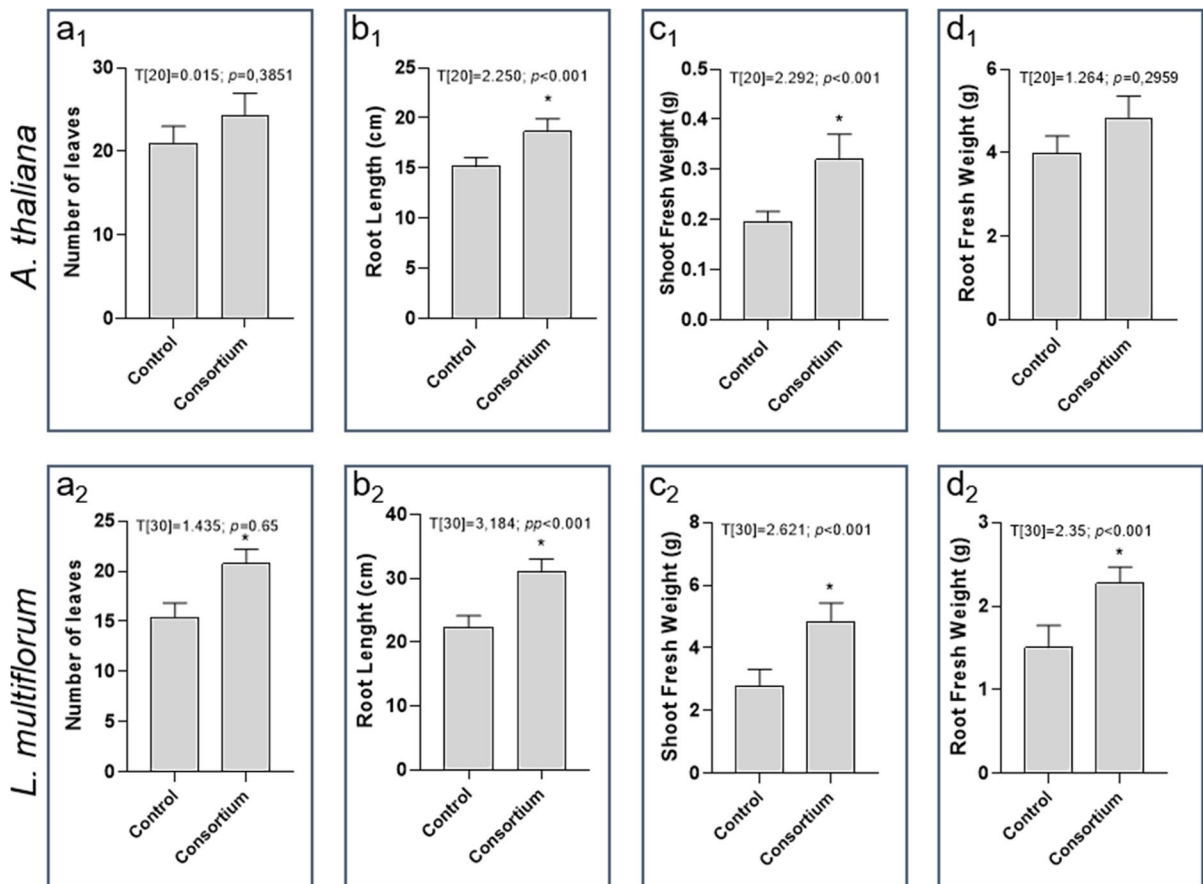 A. thaliana
a1
T[20]=0.015; p=0,3851
Number of leaves
30
20
10
0
Control
Consortium
b1
T[20]=2.250; p<0.001
*
Root Length (cm)
25
20
15
10
5
0
Control
Consortium
c1
T[20]=2.292; p<0.001
*
Shoot Fresh Weight (g)
0.5
0.4
0.3
0.2
0.1
0.0
Control
Consortium
d1
T[20]=1.264; p=0,2959
Root Fresh Weight (g)
6
4
2
0
Control
Consortium
L. multiflorum
a2
T[30]=1.435; p=0.65
*
Number of leaves
25
20
15
10
5
0
Control
Consortium
b2
T[30]=3,184; pp<0.001
*
Root Lenght (cm)
40
30
20
10
0
Control
Consortium
c2
T[30]=2.621; p<0.001
*
Shoot Fresh Weight (g)
8
6
4
2
0
Control
Consortium
d2
T[30]=2.35; p<0.001
*
Root Fresh Weight (g)
3
2
1
0
Control
Consortium